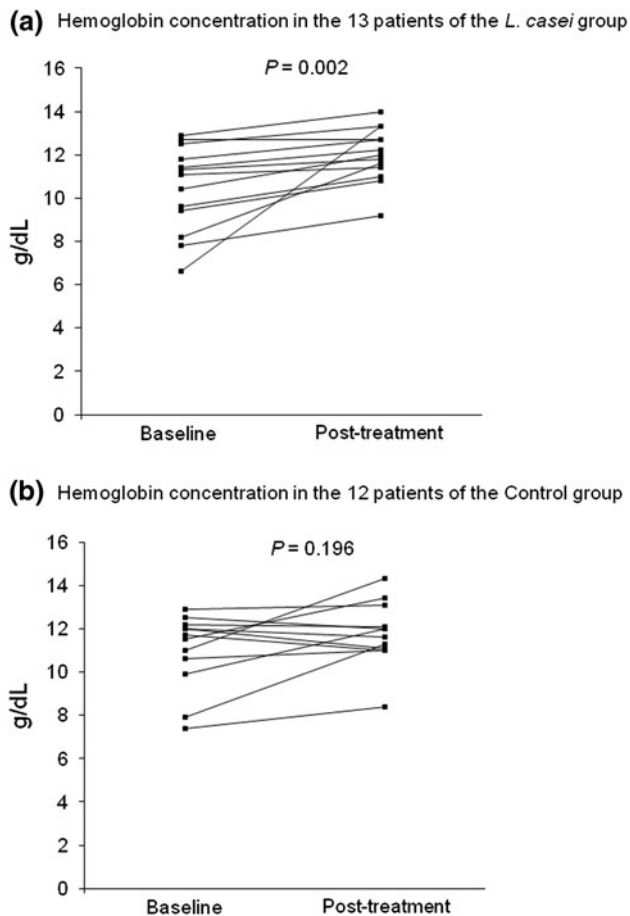 (a) Hemoglobin concentration in the 13 patients of the L. casei group
P = 0.002
16
14
12
10
8
6
4
2
0
g/dL
Baseline Post-treatment
(b) Hemoglobin concentration in the 12 patients of the Control group
P = 0.196
16
14
12
10
8
6
4
2
0
g/dL
Baseline Post-treatment